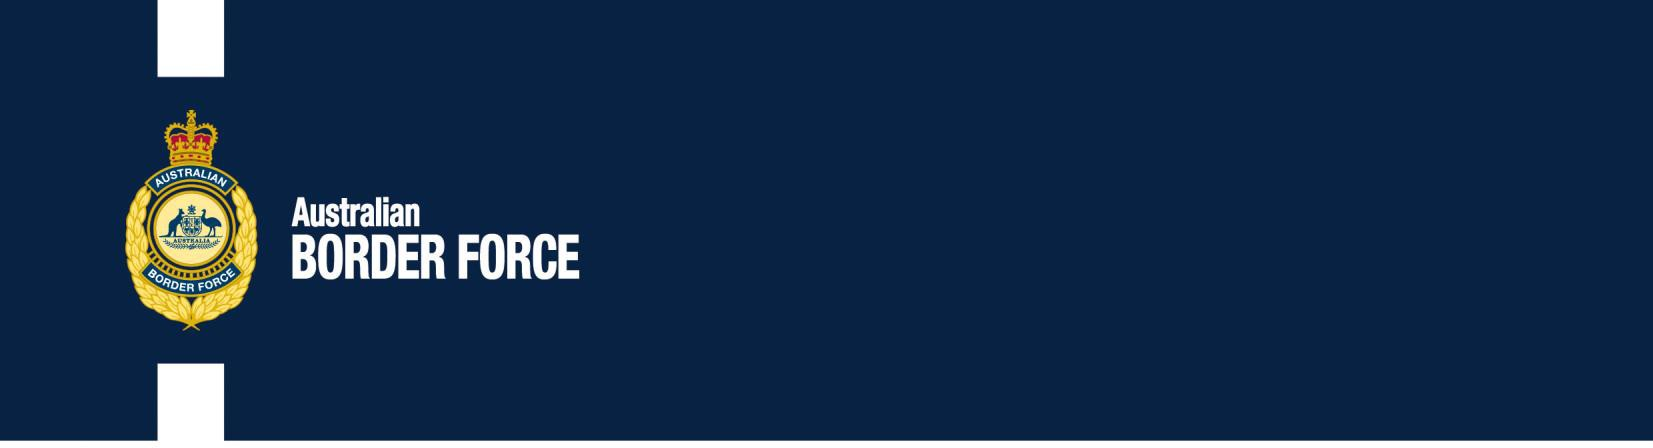 AUSTRALIAN
AUSTRALIA
BORDER FORCE
Australian
BORDER FORCE